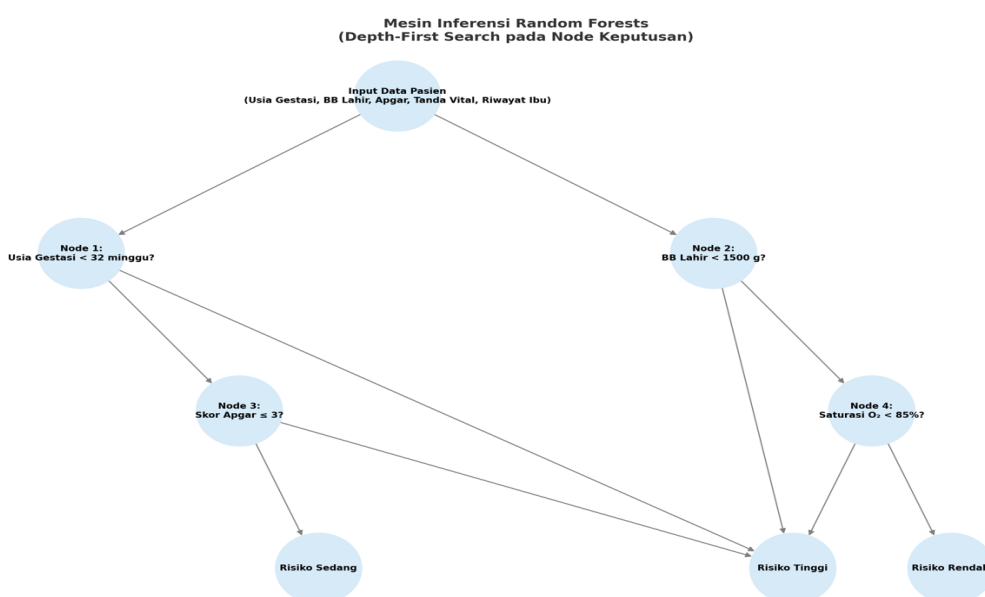 Mesin Inferensi Random Forests
(Depth-First Search pada Node Keputusan)
Input Data Pasien
(Usia Gestasi, BB Lahir, Apgar, Tanda Vital, Riwayat Ibu)
Node 1:
Usia Gestasi < 32 minggu?
Node 2:
BB Lahir < 1500 g?
Node 3:
Skor Apgar ≤ 3?
Node 4:
Saturasi O₂ < 85%?
Risiko Sedang
Risiko Tinggi
Risiko Rendah